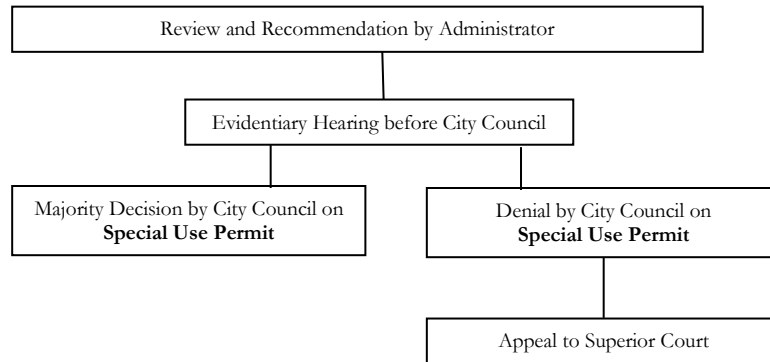 Review and Recommendation by Administrator
Evidentiary Hearing before City Council
Majority Decision by City Council on
Special Use Permit
Denial by City Council on
Special Use Permit
Appeal to Superior Court